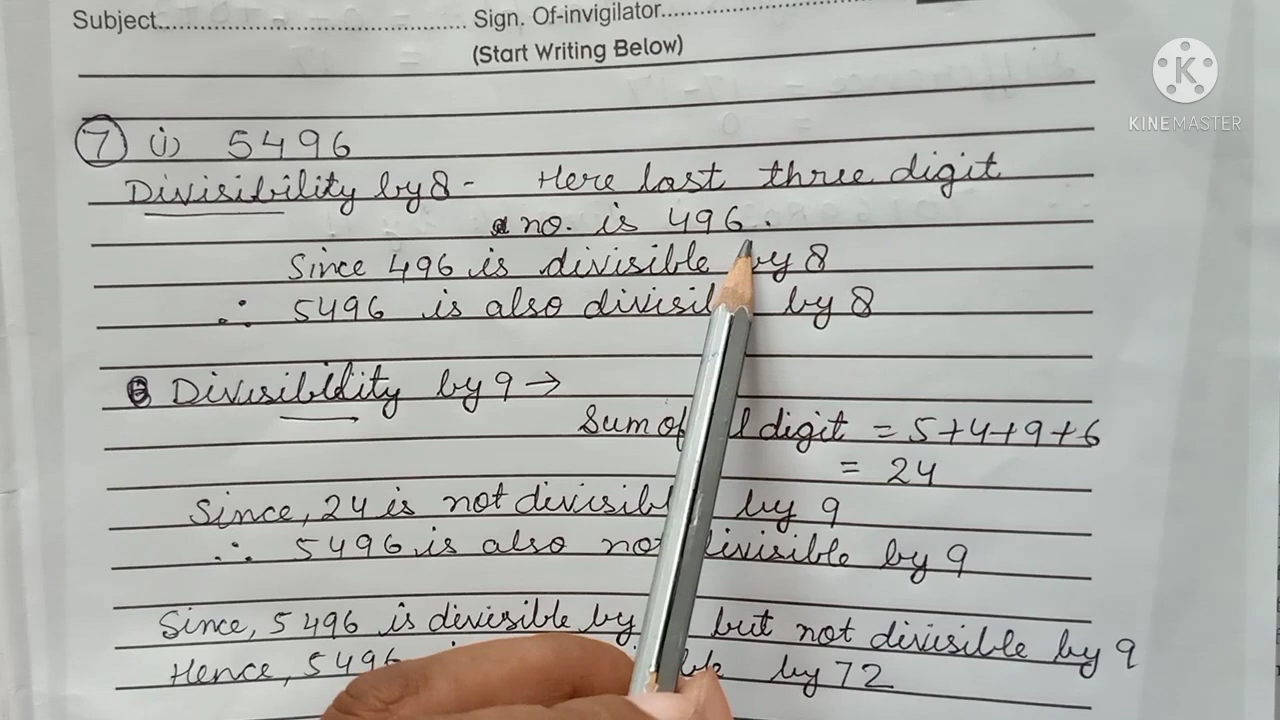 Subject.......................................... Sign. Of-invigilator...........................
(Start Writing Below)
KINEMASTER
7 (i) 5496
Divisibility by 8 - Here last three digit
no. is 496.
Since 496 is divisible by 8
∴ 5496 is also divisi by 8
Divisibility by 9 →
Sum of digit = 5+4+9+6
= 24
Since, 24 is not divisibl by 9
∴ 5496 is also not divisible by 9
Since, 5496 is divisible by but not divisible by 9
Hence, 5496 by 72